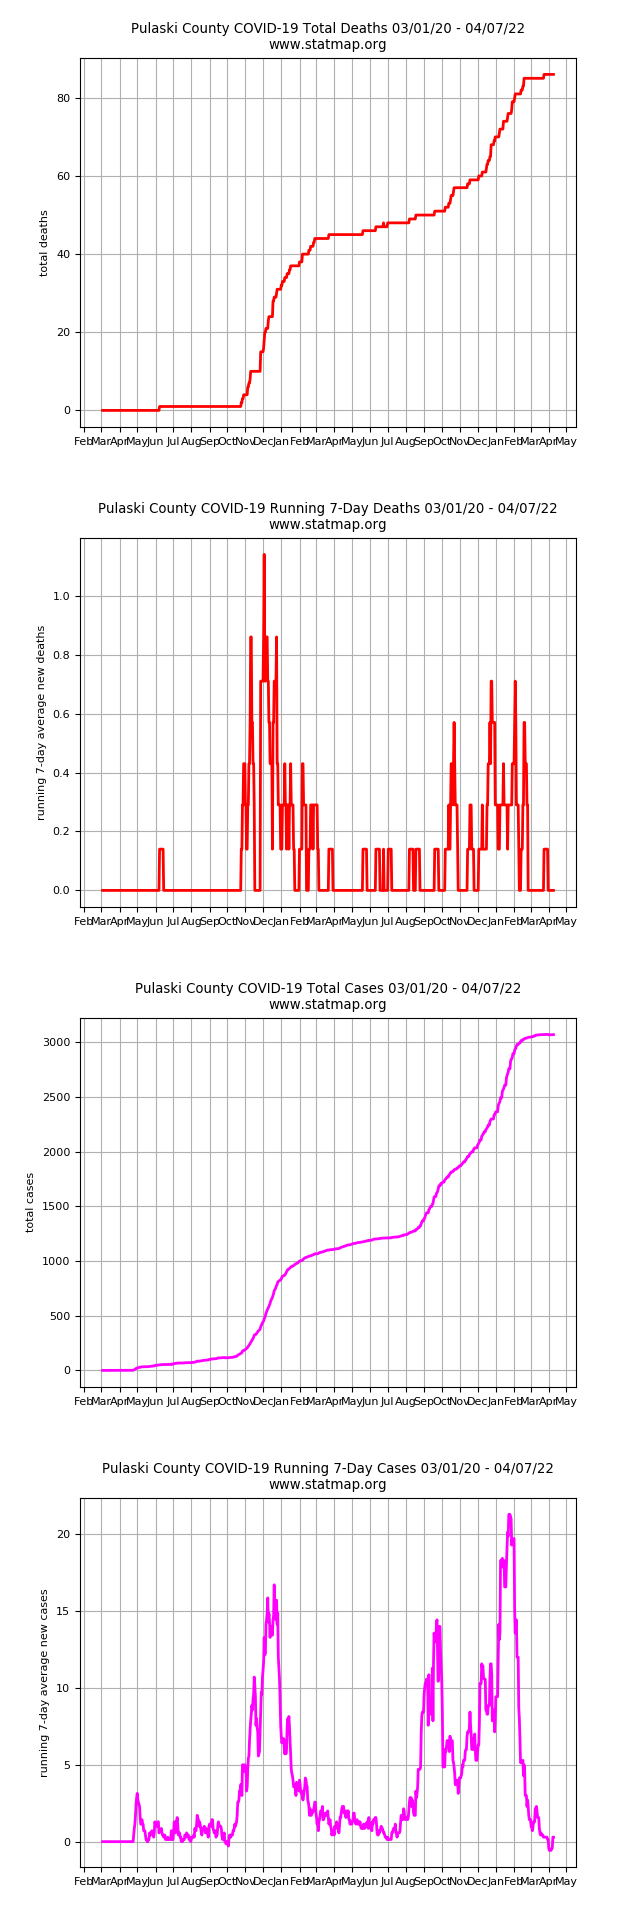 Pulaski County COVID-19 Total Deaths 03/01/20 - 04/07/22
www.statmap.org
80
60
40
20
0
total deaths
Feb Mar Apr May Jun Jul Aug Sep Oct Nov Dec Jan Feb Mar Apr May Jun Jul Aug Sep Oct Nov Dec Jan Feb Mar Apr May
Pulaski County COVID-19 Running 7-Day Deaths 03/01/20 - 04/07/22
www.statmap.org
1.0
0.8
0.6
0.4
0.2
0.0
running 7-day average new deaths
Feb Mar Apr May Jun Jul Aug Sep Oct Nov Dec Jan Feb Mar Apr May Jun Jul Aug Sep Oct Nov Dec Jan Feb Mar Apr May
Pulaski County COVID-19 Total Cases 03/01/20 - 04/07/22
www.statmap.org
3000
2500
2000
1500
1000
500
0
total cases
Feb Mar Apr May Jun Jul Aug Sep Oct Nov Dec Jan Feb Mar Apr May Jun Jul Aug Sep Oct Nov Dec Jan Feb Mar Apr May
Pulaski County COVID-19 Running 7-Day Cases 03/01/20 - 04/07/22
www.statmap.org
20
15
10
5
0
running 7-day average new cases
Feb Mar Apr May Jun Jul Aug Sep Oct Nov Dec Jan Feb Mar Apr May Jun Jul Aug Sep Oct Nov Dec Jan Feb Mar Apr May